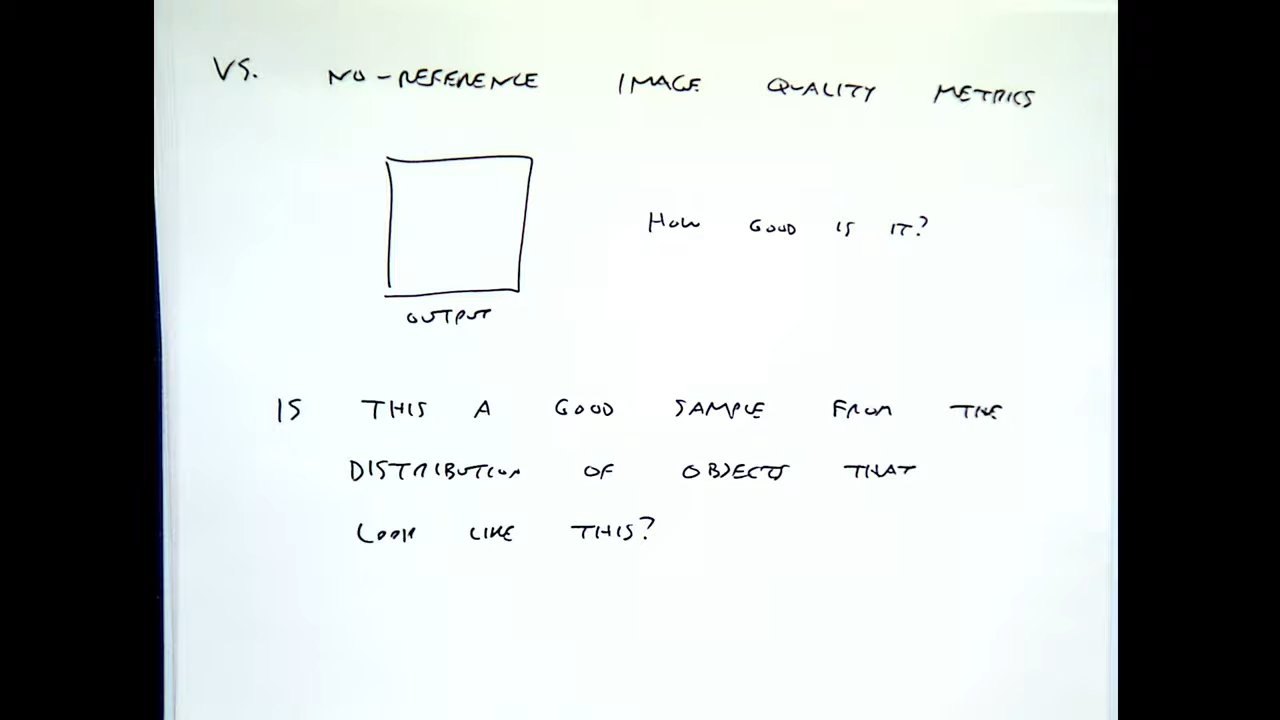 VS. NO-REFERENCE IMAGE QUALITY METRICS
HOW GOOD IS IT?
OUTPUT
IS THIS A GOOD SAMPLE FROM THE
DISTRIBUTION OF OBJECTS THAT
LOOK LIKE THIS?